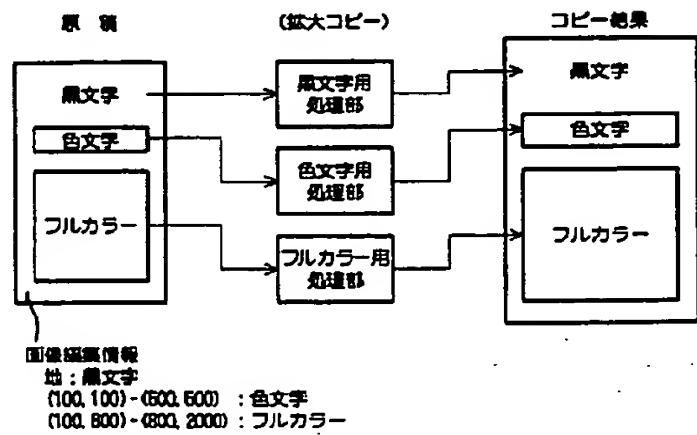 原稿
(拡大コピー)
コピー結果
黒文字
色文字
フルカラー
黒文字用
処理部
色文字用
処理部
フルカラー用
処理部
黒文字
色文字
フルカラー
画像編集情報
地：黒文字
(100,100)-(500,500)：色文字
(100,800)-(800,2000)：フルカラー